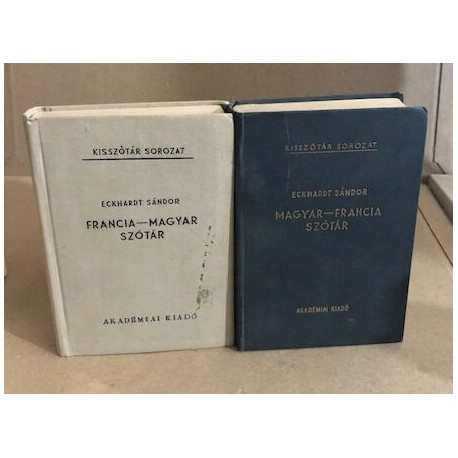 KISSZÓTÁR SOROZAT
ECKHARDT SÁNDOR
FRANCIA—MAGYAR
SZÓTÁR
AKADÉMIAI KIADÓ
KISSZÓTÁR SOROZAT
ECKHARDT SÁNDOR
MAGYAR—FRANCIA
SZÓTÁR
AKADÉMIAI KIADÓ